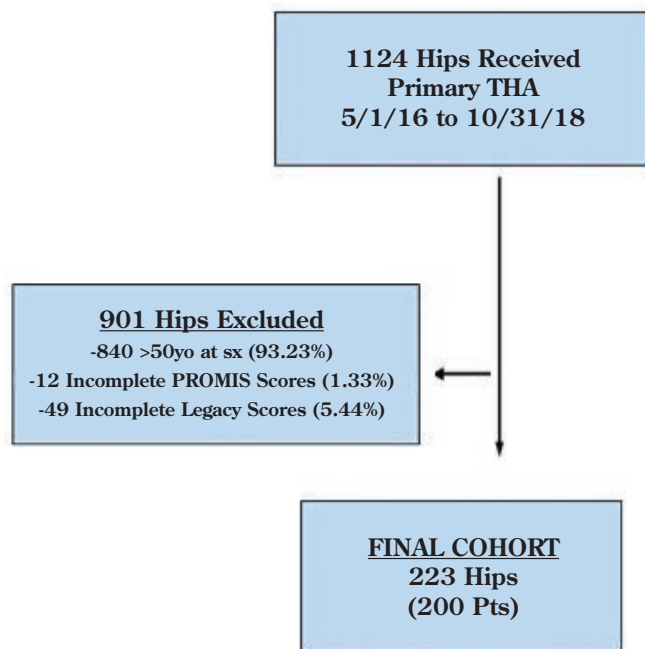 1124 Hips Received
Primary THA
5/1/16 to 10/31/18
901 Hips Excluded
-840 >50yo at sx (93.23%)
-12 Incomplete PROMIS Scores (1.33%)
-49 Incomplete Legacy Scores (5.44%)
FINAL COHORT
223 Hips
(200 Pts)